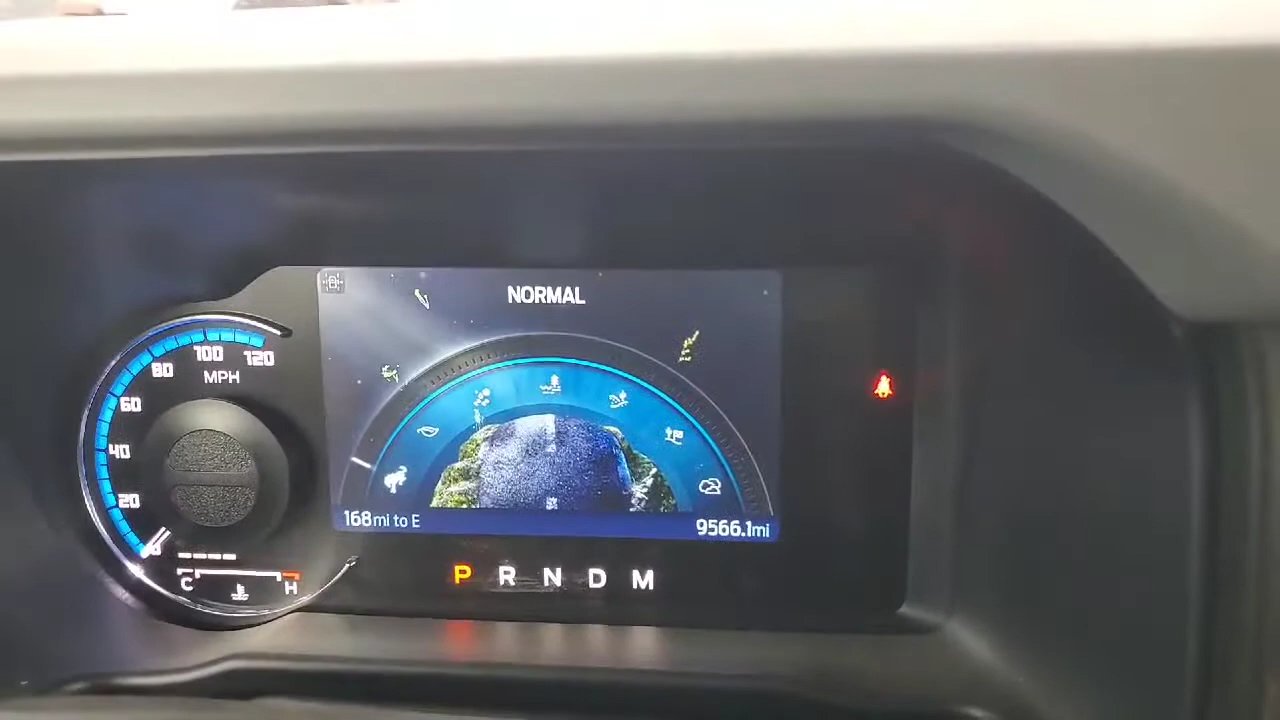 NORMAL
100
120
80
MPH
60
40
20
168mi to E
9566.1mi
C
H
P R N D M